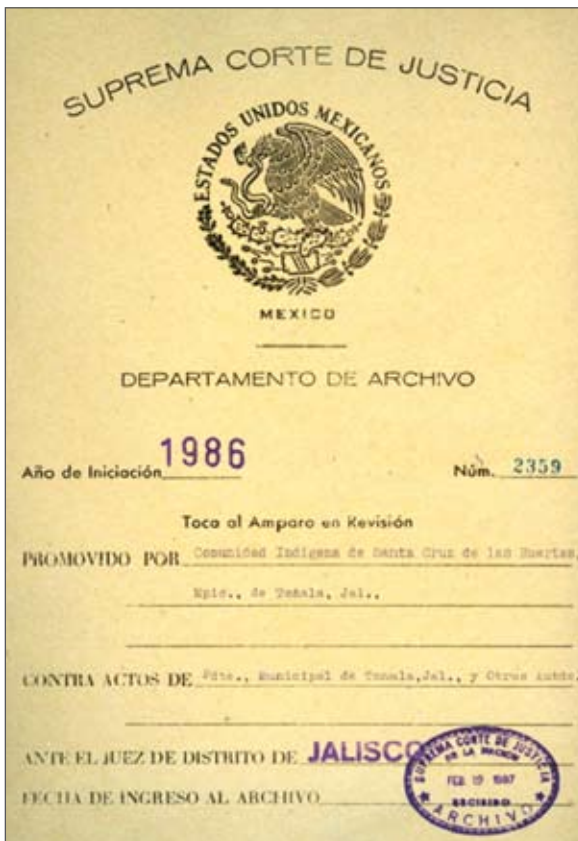 SUPREMA CORTE DE JUSTICIA
ESTADOS UNIDOS MEXICANOS
MEXICO
DEPARTAMENTO DE ARCHIVO
Año de Iniciación 1986 Núm. 2359
Toca al Amparo en Revisión
PROMOVIDO POR Comunidad Indígena de Santa Cruz de las Huertas,
Mpio., de Tonala, Jal.,
CONTRA ACTOS DE Pdte., Municipal de Tonala,Jal., y Otras Autds.
ANTE EL JUEZ DE DISTRITO DE JALISCO
FECHA DE INGRESO AL ARCHIVO
SUPREMA CORTE DE JUSTICIA
DE LA NACION
FEB 19 1987
RECIBIDO
ARCHIVO